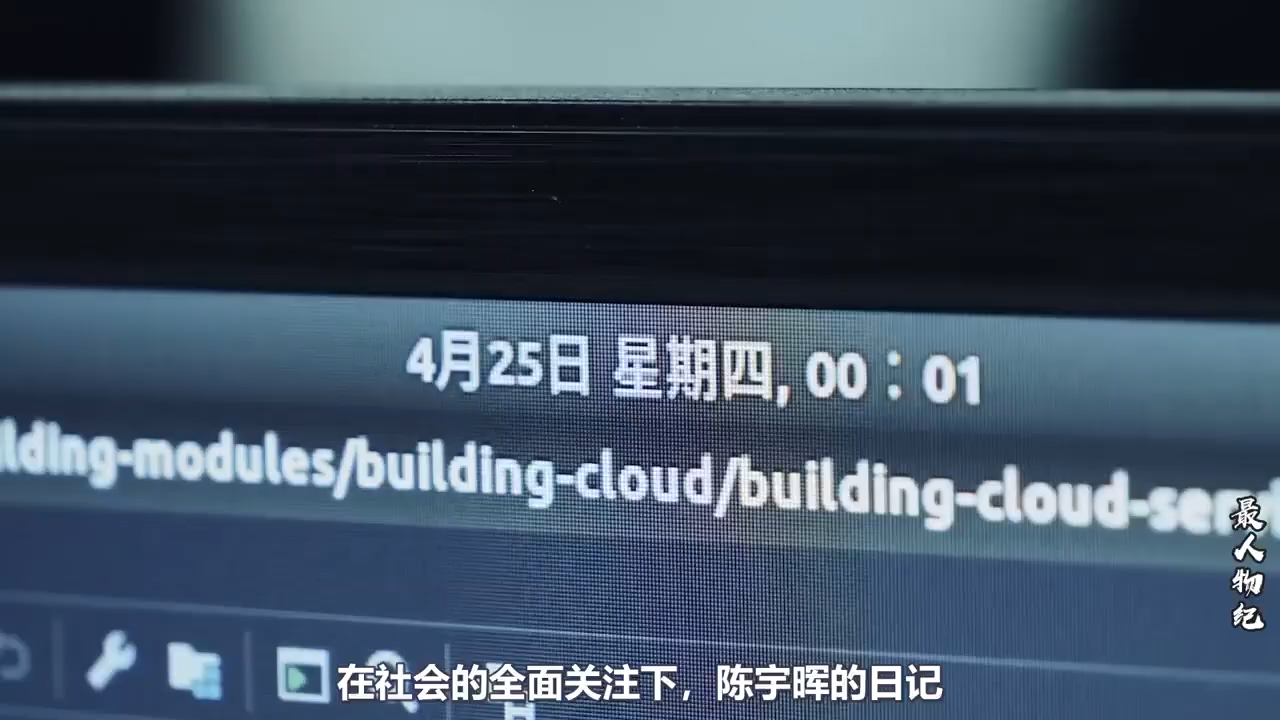 4月25日 星期四, 00：01
lding-modules/building-cloud/building-cloud-ser
最人物纪
在社会的全面关注下，陈宇晖的日记